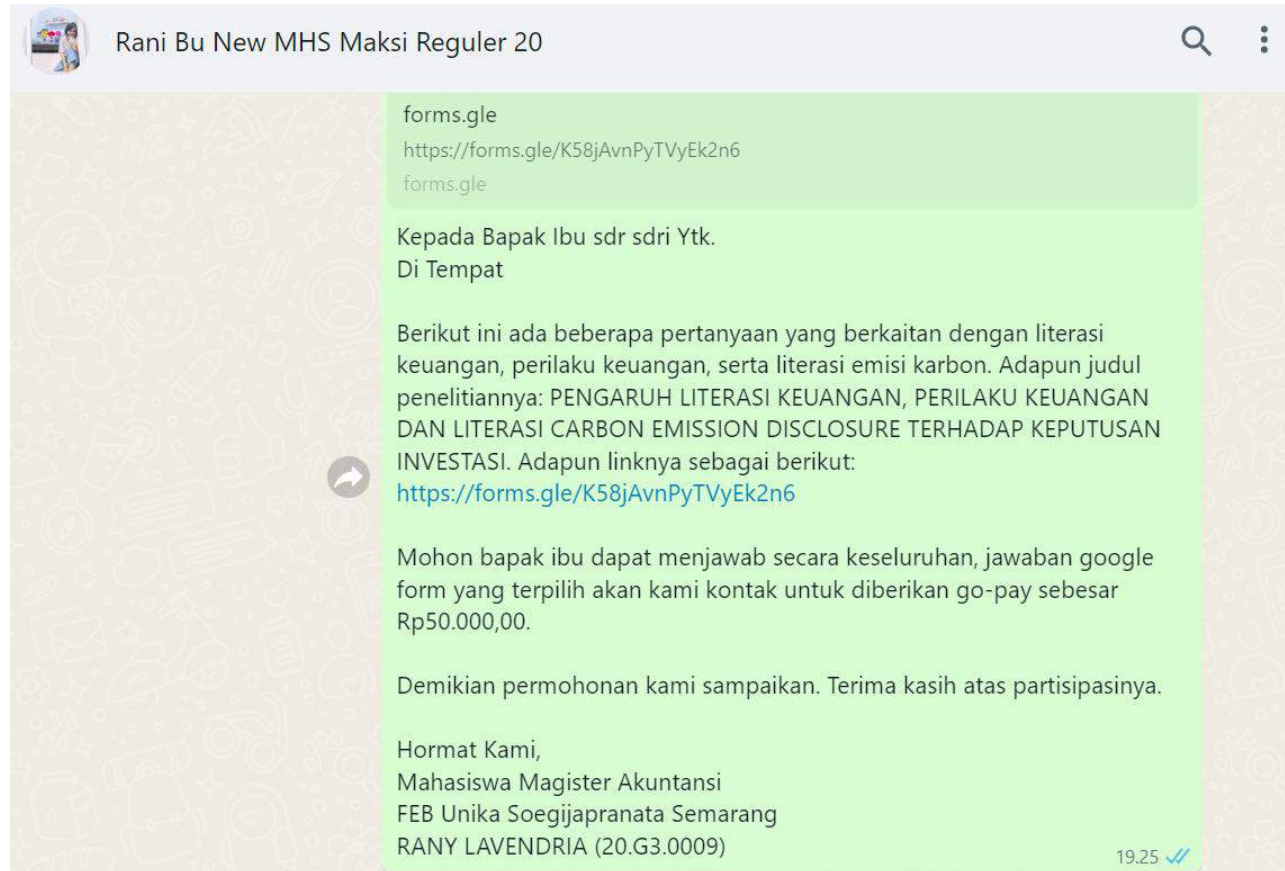 Rani Bu New MHS Maksi Reguler 20
forms.gle
https://forms.gle/K58jAvnPyTVyEk2n6
forms.gle
Kepada Bapak Ibu sdr sdri Ytk.
Di Tempat
Berikut ini ada beberapa pertanyaan yang berkaitan dengan literasi
keuangan, perilaku keuangan, serta literasi emisi karbon. Adapun judul
penelitiannya: PENGARUH LITERASI KEUANGAN, PERILAKU KEUANGAN
DAN LITERASI CARBON EMISSION DISCLOSURE TERHADAP KEPUTUSAN
INVESTASI. Adapun linknya sebagai berikut:
https://forms.gle/K58jAvnPyTVyEk2n6
Mohon bapak ibu dapat menjawab secara keseluruhan, jawaban google
form yang terpilih akan kami kontak untuk diberikan go-pay sebesar
Rp50.000,00.
Demikian permohonan kami sampaikan. Terima kasih atas partisipasinya.
Hormat Kami,
Mahasiswa Magister Akuntansi
FEB Unika Soegijapranata Semarang
RANY LAVENDRIA (20.G3.0009)
19.25